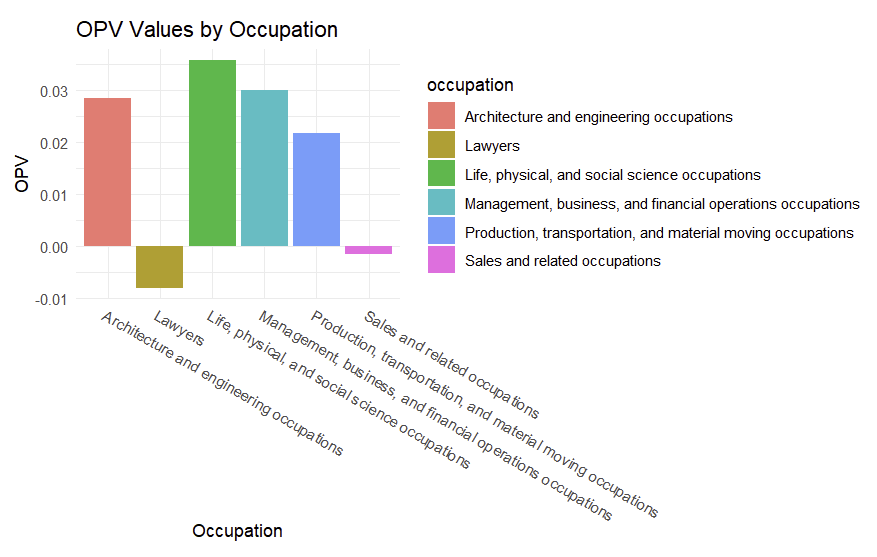 OPV Values by Occupation
OPV
0.03
0.02
0.01
0.00
-0.01
Architecture and engineering occupations
Lawyers
Life, physical, and social science occupations
Management, business, and financial operations occupations
Production, transportation, and material moving occupations
Sales and related occupations
Occupation
occupation
Architecture and engineering occupations
Lawyers
Life, physical, and social science occupations
Management, business, and financial operations occupations
Production, transportation, and material moving occupations
Sales and related occupations